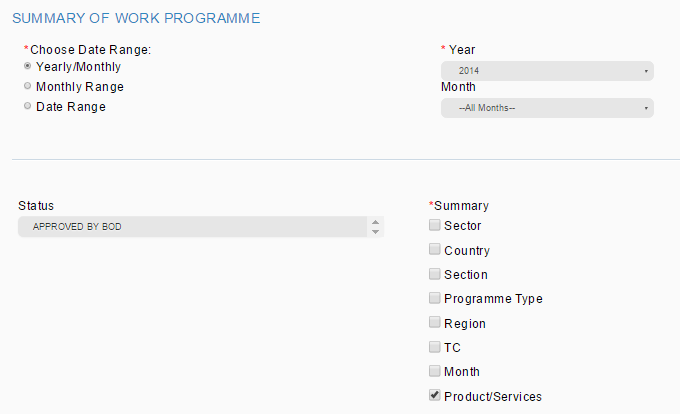 SUMMARY OF WORK PROGRAMME
*Choose Date Range:
Yearly/Monthly
Monthly Range
Date Range
* Year
2014
Month
--All Months--
Status
APPROVED BY BOD
*Summary
Sector
Country
Section
Programme Type
Region
TC
Month
Product/Services